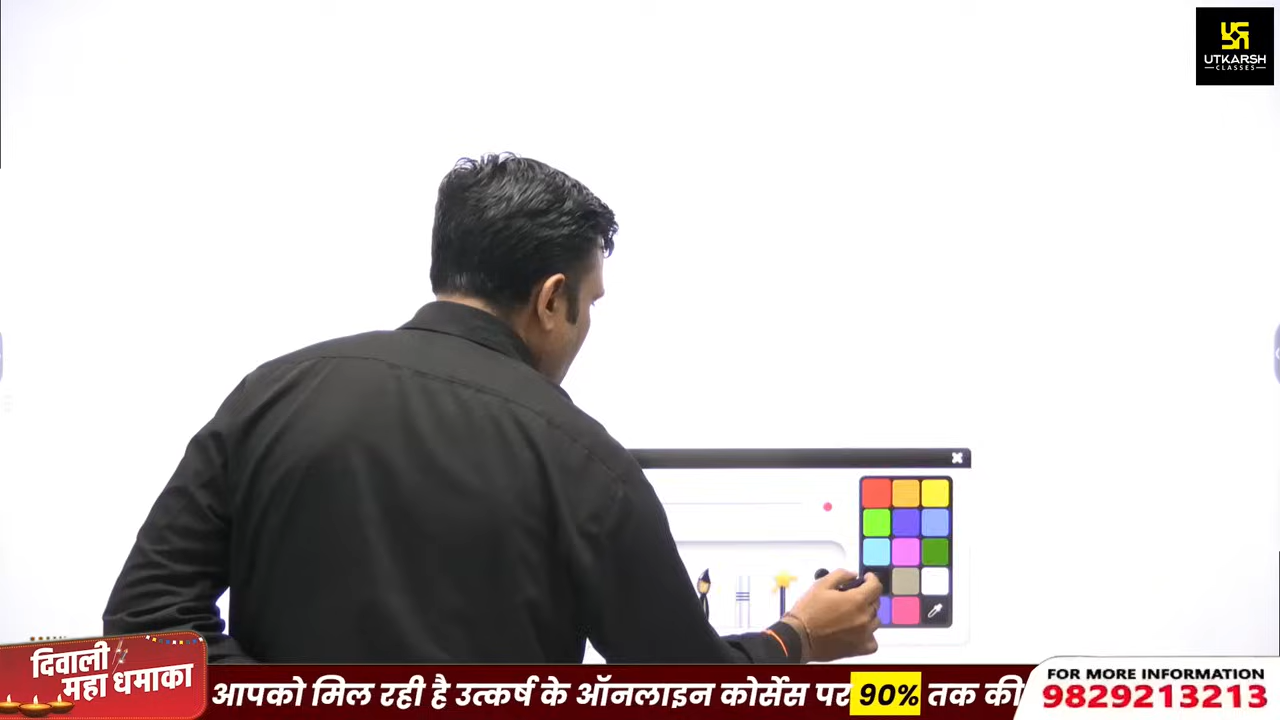 UTKARSH
CLASSES
दिवाली
महा धमाका
आपको मिल रही है उत्कर्ष के ऑनलाइन कोर्सेस पर 90% तक की
FOR MORE INFORMATION
9829213213